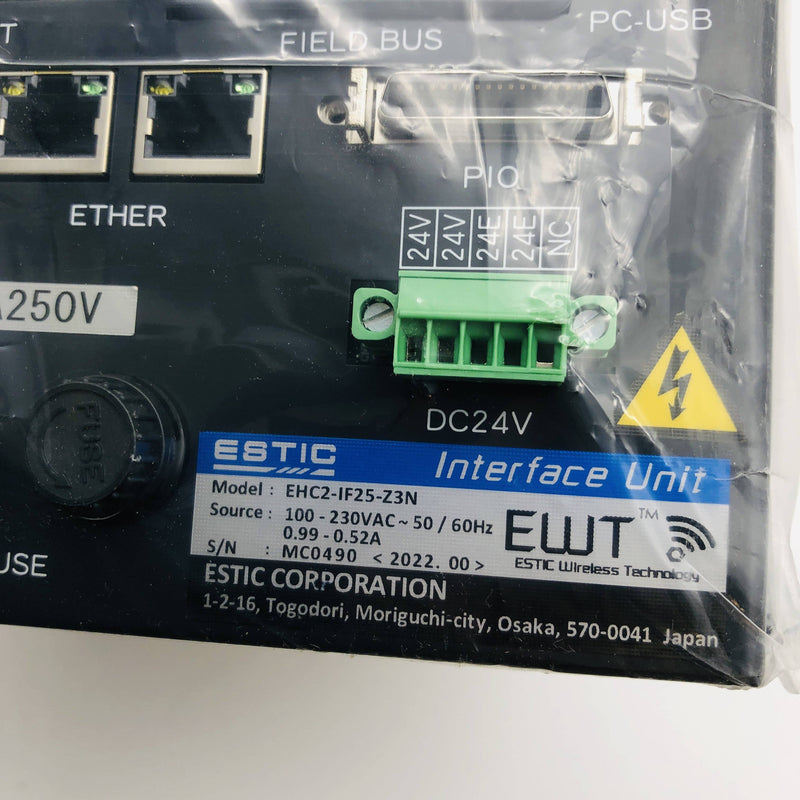 FIELD BUS
PC-USB
ETHER
PIO
24V
24V
24E
24E
NC
A250V
DC24V
FUSE
ESTIC
Interface Unit
Model : EHC2-IF25-Z3N
Source : 100 - 230VAC ~ 50 / 60Hz
0.99 - 0.52A
S/N : MC0490 < 2022. 00 >
EWT™
ESTIC Wireless Technology
USE
ESTIC CORPORATION
1-2-16, Togodori, Moriguchi-city, Osaka, 570-0041 Japan